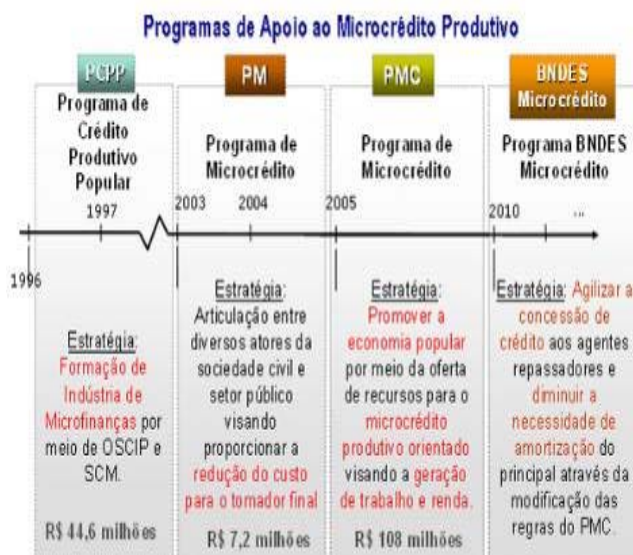 Programas de Apoio ao Microcrédito Produtivo
PCPP
Programa de
Crédito
Produtivo
Popular
1997
1996
Estratégia:
Formação de
Indústria de
Microfinanças por
meio de OSCIP e
SCM.
R$ 44,6 milhões
PM
Programa de
Microcrédito
2003
2004
Estratégia:
Articulação entre
diversos atores da
sociedade civil e
setor público
visando
proporcionar a
redução do custo
para o tomador final
R$ 7,2 milhões
PMC
Programa de
Microcrédito
2005
Estratégia:
Promover a
economia popular
por meio da oferta
de recursos para o
microcrédito
produtivo orientado
visando a geração
de trabalho e renda.
R$ 108 milhões
BNDES
Microcrédito
Programa BNDES
Microcrédito
2010
...
Estratégia: Agilizar a
concessão de
crédito aos agentes
repassadores e
diminuir a
necessidade de
amortização do
principal através da
modificação das
regras do PMC.